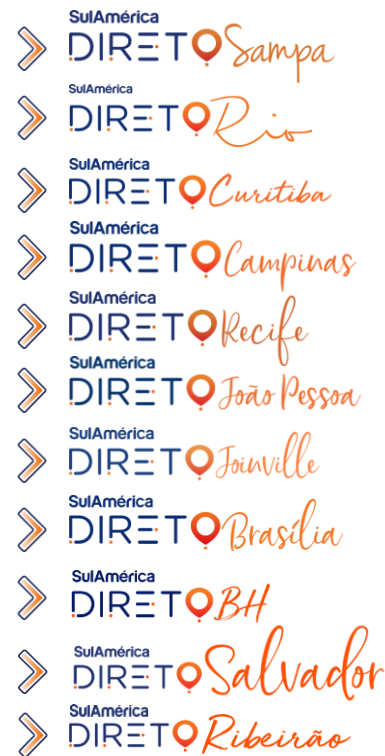 SulAmérica
DIRETO Sampa
SulAmérica
DIRETO Rio
SulAmérica
DIRETO Curitiba
SulAmérica
DIRETO Campinas
SulAmérica
DIRETO Recife
SulAmérica
DIRETO João Pessoa
SulAmérica
DIRETO Joinville
SulAmérica
DIRETO Brasília
SulAmérica
DIRETO BH
SulAmérica
DIRETO Salvador
SulAmérica
DIRETO Ribeirão